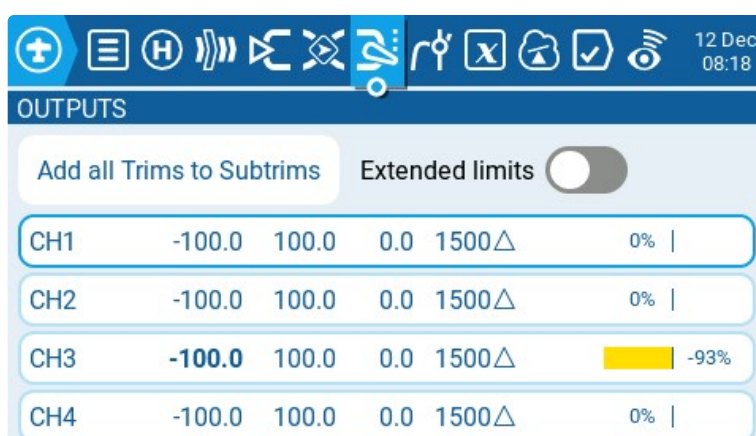 12 Dec
08:18
OUTPUTS
Add all Trims to Subtrims Extended limits
CH1 -100.0 100.0 0.0 1500△ 0%
CH2 -100.0 100.0 0.0 1500△ 0%
CH3 -100.0 100.0 0.0 1500△ -93%
CH4 -100.0 100.0 0.0 1500△ 0%